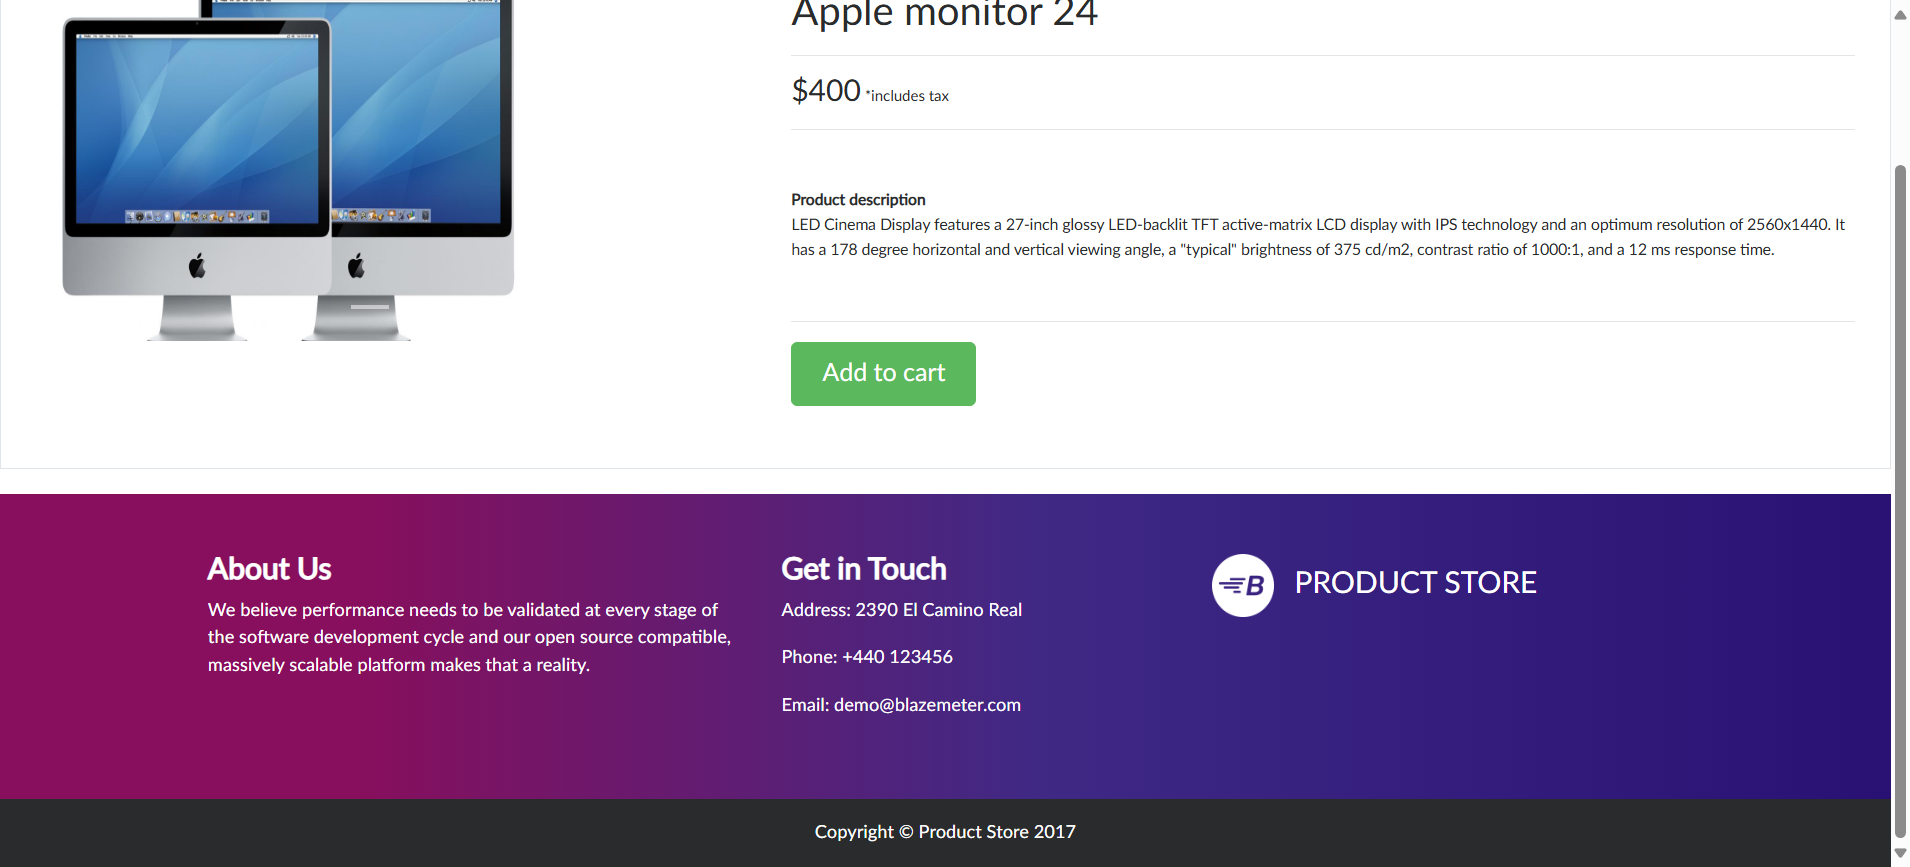 Apple monitor 24
$400 *includes tax
Product description
LED Cinema Display features a 27-inch glossy LED-backlit TFT active-matrix LCD display with IPS technology and an optimum resolution of 2560x1440. It
has a 178 degree horizontal and vertical viewing angle, a "typical" brightness of 375 cd/m2, contrast ratio of 1000:1, and a 12 ms response time.
Add to cart
About Us
We believe performance needs to be validated at every stage of
the software development cycle and our open source compatible,
massively scalable platform makes that a reality.
Get in Touch
Address: 2390 El Camino Real
Phone: +440 123456
Email: demo@blazemeter.com
B PRODUCT STORE
Copyright © Product Store 2017